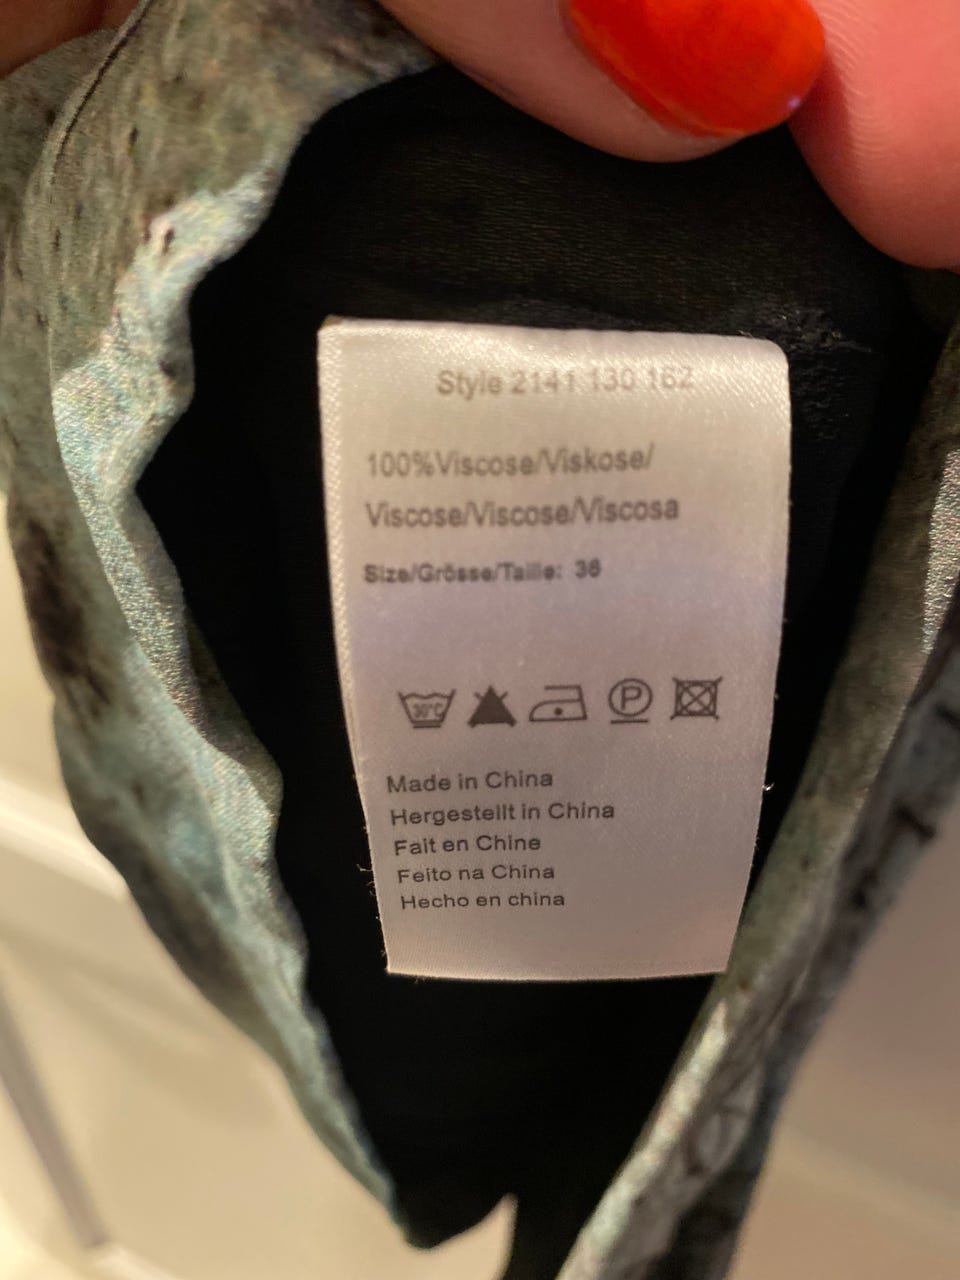 Style 2141 130 162
100%Viscose/Viskose/
Viscose/Viscose/Viscosa
Size/Grösse/Taille: 36
30°C
P
Made in China
Hergestellt in China
Fait en Chine
Feito na China
Hecho en china